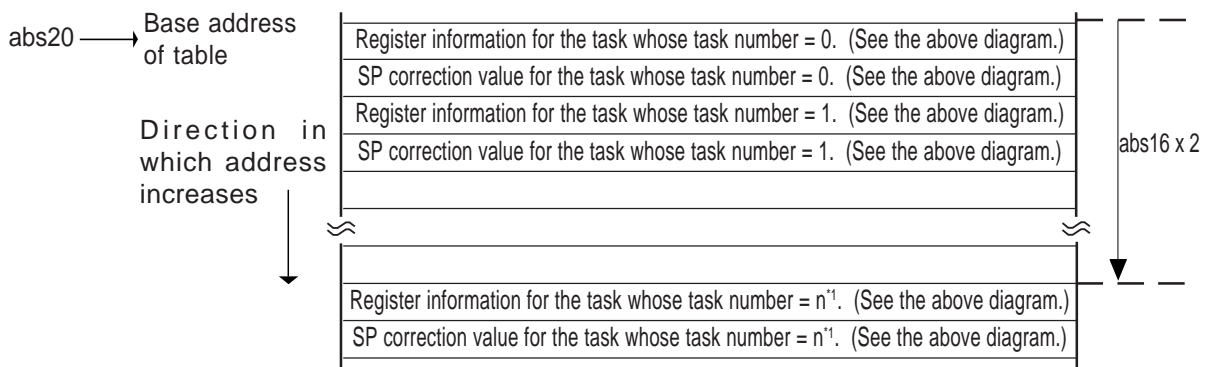 abs20
Base address
of table
Register information for the task whose task number = 0. (See the above diagram.)
SP correction value for the task whose task number = 0. (See the above diagram.)
Register information for the task whose task number = 1. (See the above diagram.)
SP correction value for the task whose task number = 1. (See the above diagram.)
Direction in
which address
increases
abs16 x 2
Register information for the task whose task number = n*1. (See the above diagram.)
SP correction value for the task whose task number = n*1. (See the above diagram.)